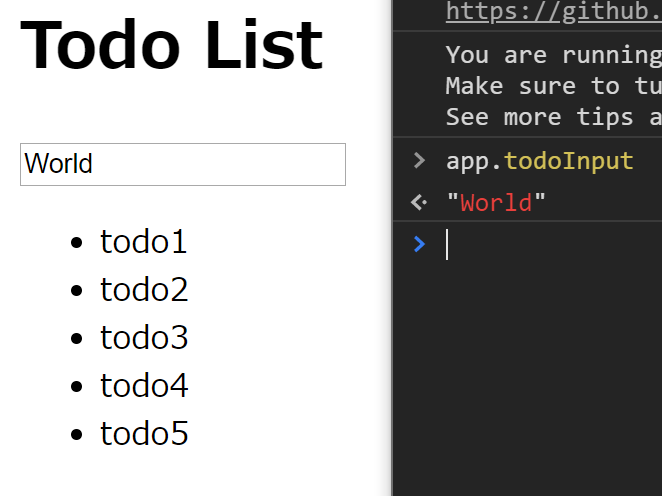 Todo List
World
• todo1
• todo2
• todo3
• todo4
• todo5
https://github.
You are running
Make sure to tu
See more tips a
> app.todoInput
"World"
>